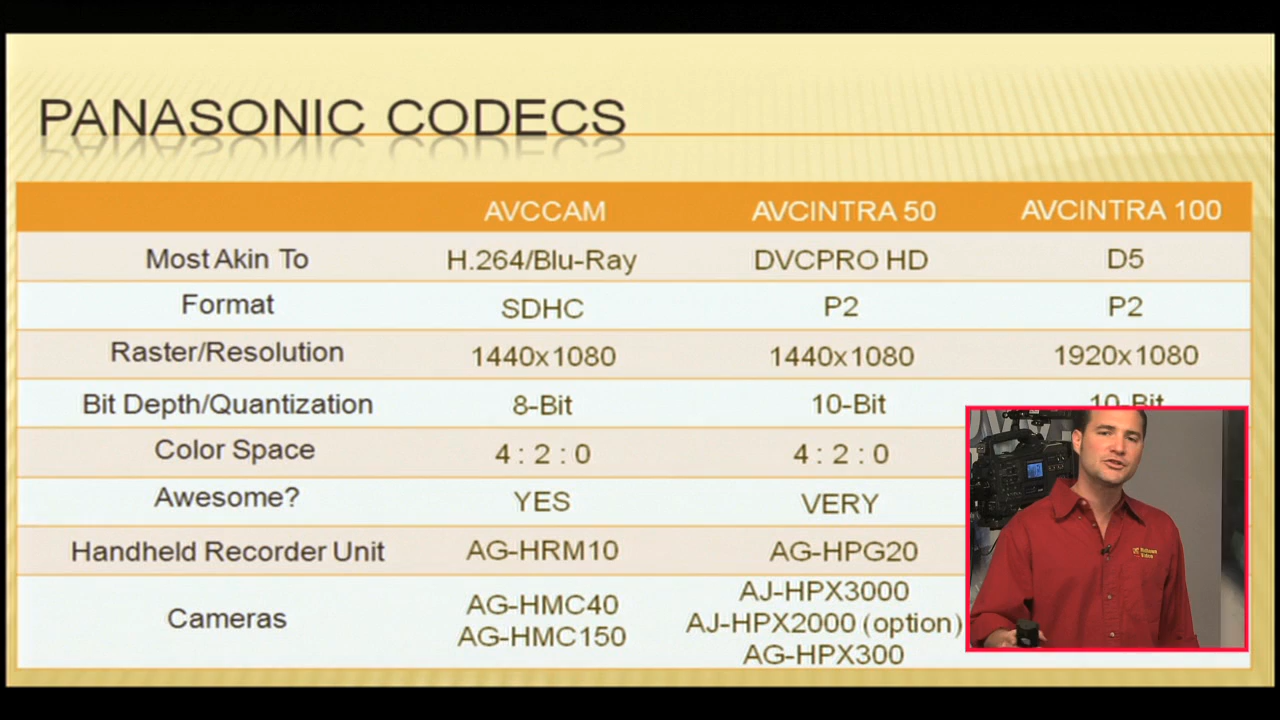 PANASONIC CODECS
AVCCAM AVCINTRA 50 AVCINTRA 100
Most Akin To H.264/Blu-Ray DVCPRO HD D5
Format SDHC P2 P2
Raster/Resolution 1440x1080 1440x1080 1920x1080
Bit Depth/Quantization 8-Bit 10-Bit 10-Bit
Color Space 4 : 2 : 0 4 : 2 : 0
Awesome? YES VERY
Handheld Recorder Unit AG-HRM10 AG-HPG20
Cameras AG-HMC40 AG-HMC150 AJ-HPX3000 AJ-HPX2000 (option) AG-HPX300